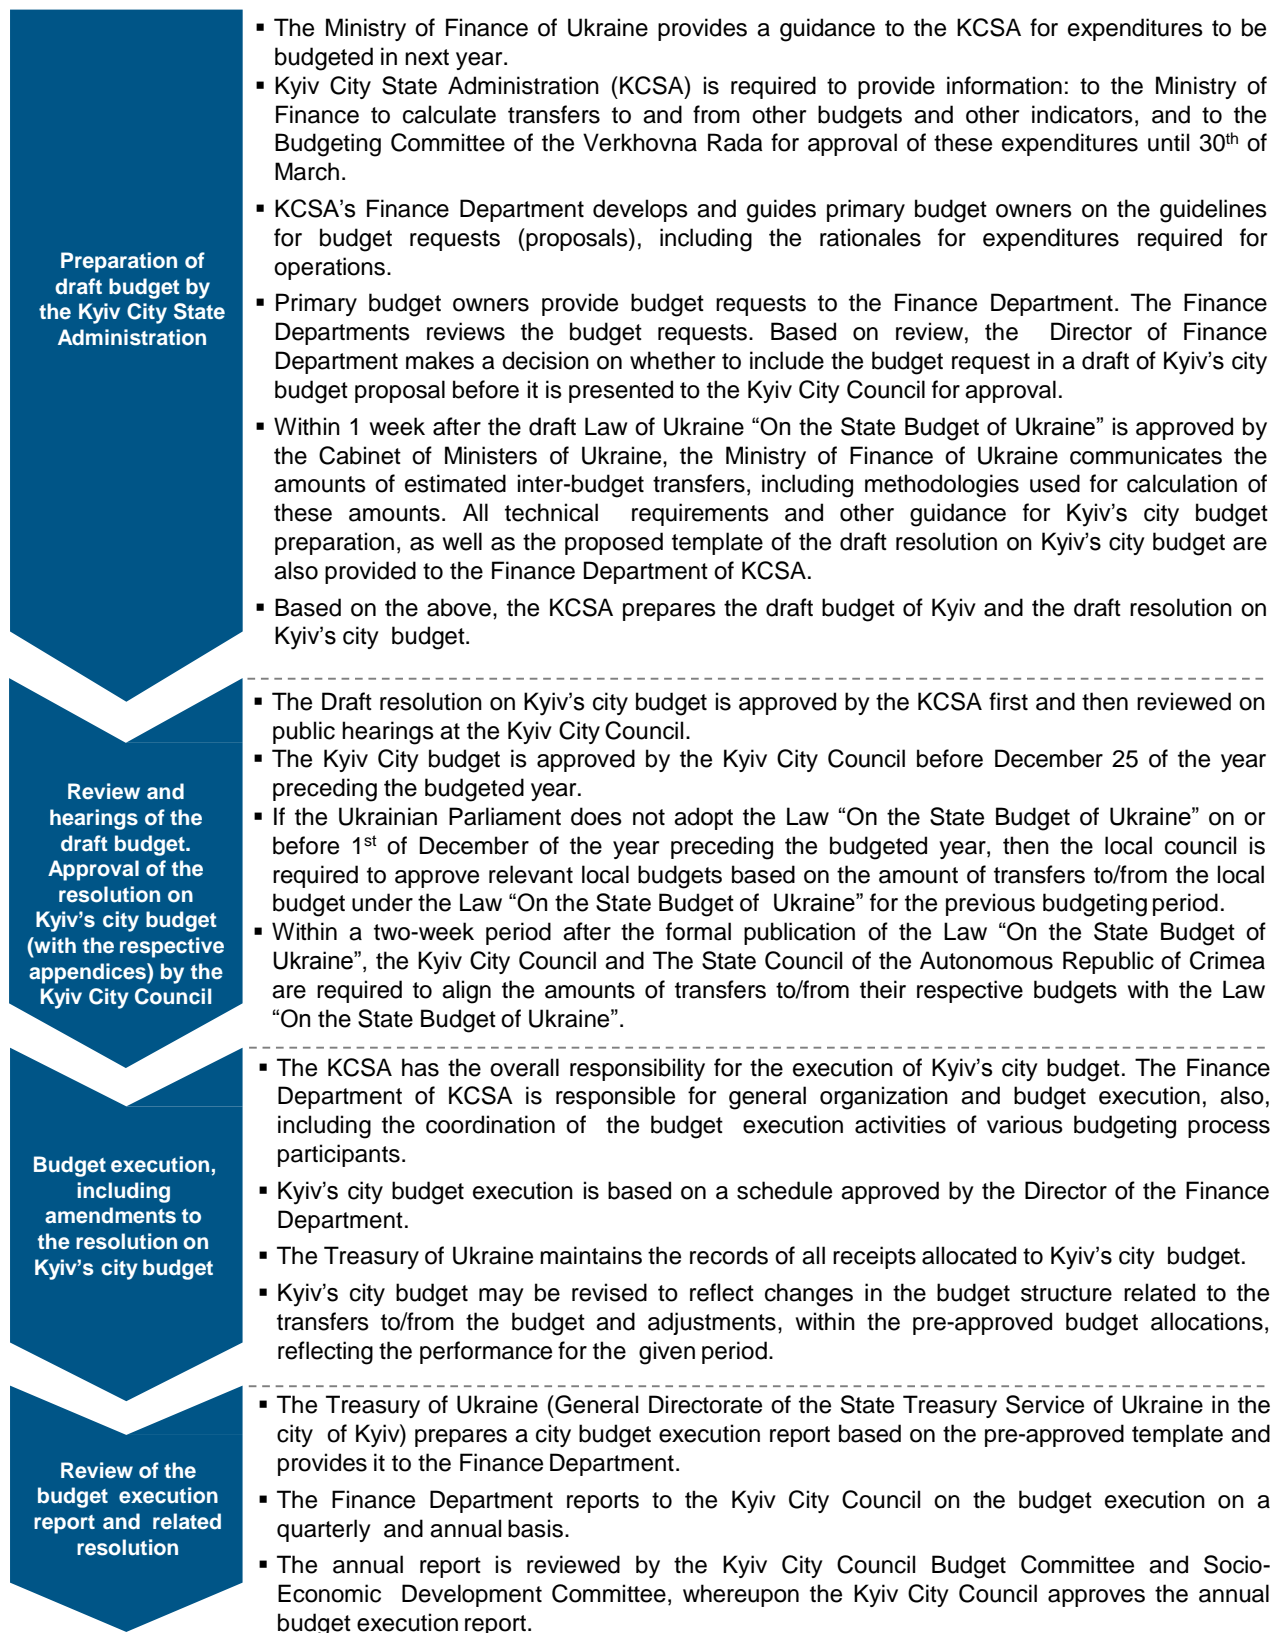 Preparation of
draft budget by
the Kyiv City State
Administration
▪ The Ministry of Finance of Ukraine provides a guidance to the KCSA for expenditures to be
budgeted in next year.
▪ Kyiv City State Administration (KCSA) is required to provide information: to the Ministry of
Finance to calculate transfers to and from other budgets and other indicators, and to the
Budgeting Committee of the Verkhovna Rada for approval of these expenditures until 30th of
March.
▪ KCSA’s Finance Department develops and guides primary budget owners on the guidelines
for budget requests (proposals), including the rationales for expenditures required for
operations.
▪ Primary budget owners provide budget requests to the Finance Department. The Finance
Departments reviews the budget requests. Based on review, the Director of Finance
Department makes a decision on whether to include the budget request in a draft of Kyiv’s city
budget proposal before it is presented to the Kyiv City Council for approval.
▪ Within 1 week after the draft Law of Ukraine “On the State Budget of Ukraine” is approved by
the Cabinet of Ministers of Ukraine, the Ministry of Finance of Ukraine communicates the
amounts of estimated inter-budget transfers, including methodologies used for calculation of
these amounts. All technical requirements and other guidance for Kyiv’s city budget
preparation, as well as the proposed template of the draft resolution on Kyiv’s city budget are
also provided to the Finance Department of KCSA.
▪ Based on the above, the KCSA prepares the draft budget of Kyiv and the draft resolution on
Kyiv’s city budget.
Review and
hearings of the
draft budget.
Approval of the
resolution on
Kyiv’s city budget
(with the respective
appendices) by the
Kyiv City Council
▪ The Draft resolution on Kyiv’s city budget is approved by the KCSA first and then reviewed on
public hearings at the Kyiv City Council.
▪ The Kyiv City budget is approved by the Kyiv City Council before December 25 of the year
preceding the budgeted year.
▪ If the Ukrainian Parliament does not adopt the Law “On the State Budget of Ukraine” on or
before 1st of December of the year preceding the budgeted year, then the local council is
required to approve relevant local budgets based on the amount of transfers to/from the local
budget under the Law “On the State Budget of Ukraine” for the previous budgeting period.
▪ Within a two-week period after the formal publication of the Law “On the State Budget of
Ukraine”, the Kyiv City Council and The State Council of the Autonomous Republic of Crimea
are required to align the amounts of transfers to/from their respective budgets with the Law
“On the State Budget of Ukraine”.
Budget execution,
including
amendments to
the resolution on
Kyiv’s city budget
▪ The KCSA has the overall responsibility for the execution of Kyiv’s city budget. The Finance
Department of KCSA is responsible for general organization and budget execution, also,
including the coordination of the budget execution activities of various budgeting process
participants.
▪ Kyiv’s city budget execution is based on a schedule approved by the Director of the Finance
Department.
▪ The Treasury of Ukraine maintains the records of all receipts allocated to Kyiv’s city budget.
▪ Kyiv’s city budget may be revised to reflect changes in the budget structure related to the
transfers to/from the budget and adjustments, within the pre-approved budget allocations,
reflecting the performance for the given period.
Review of the
budget execution
report and related
resolution
▪ The Treasury of Ukraine (General Directorate of the State Treasury Service of Ukraine in the
city of Kyiv) prepares a city budget execution report based on the pre-approved template and
provides it to the Finance Department.
▪ The Finance Department reports to the Kyiv City Council on the budget execution on a
quarterly and annual basis.
▪ The annual report is reviewed by the Kyiv City Council Budget Committee and Socio-
Economic Development Committee, whereupon the Kyiv City Council approves the annual
budget execution report.